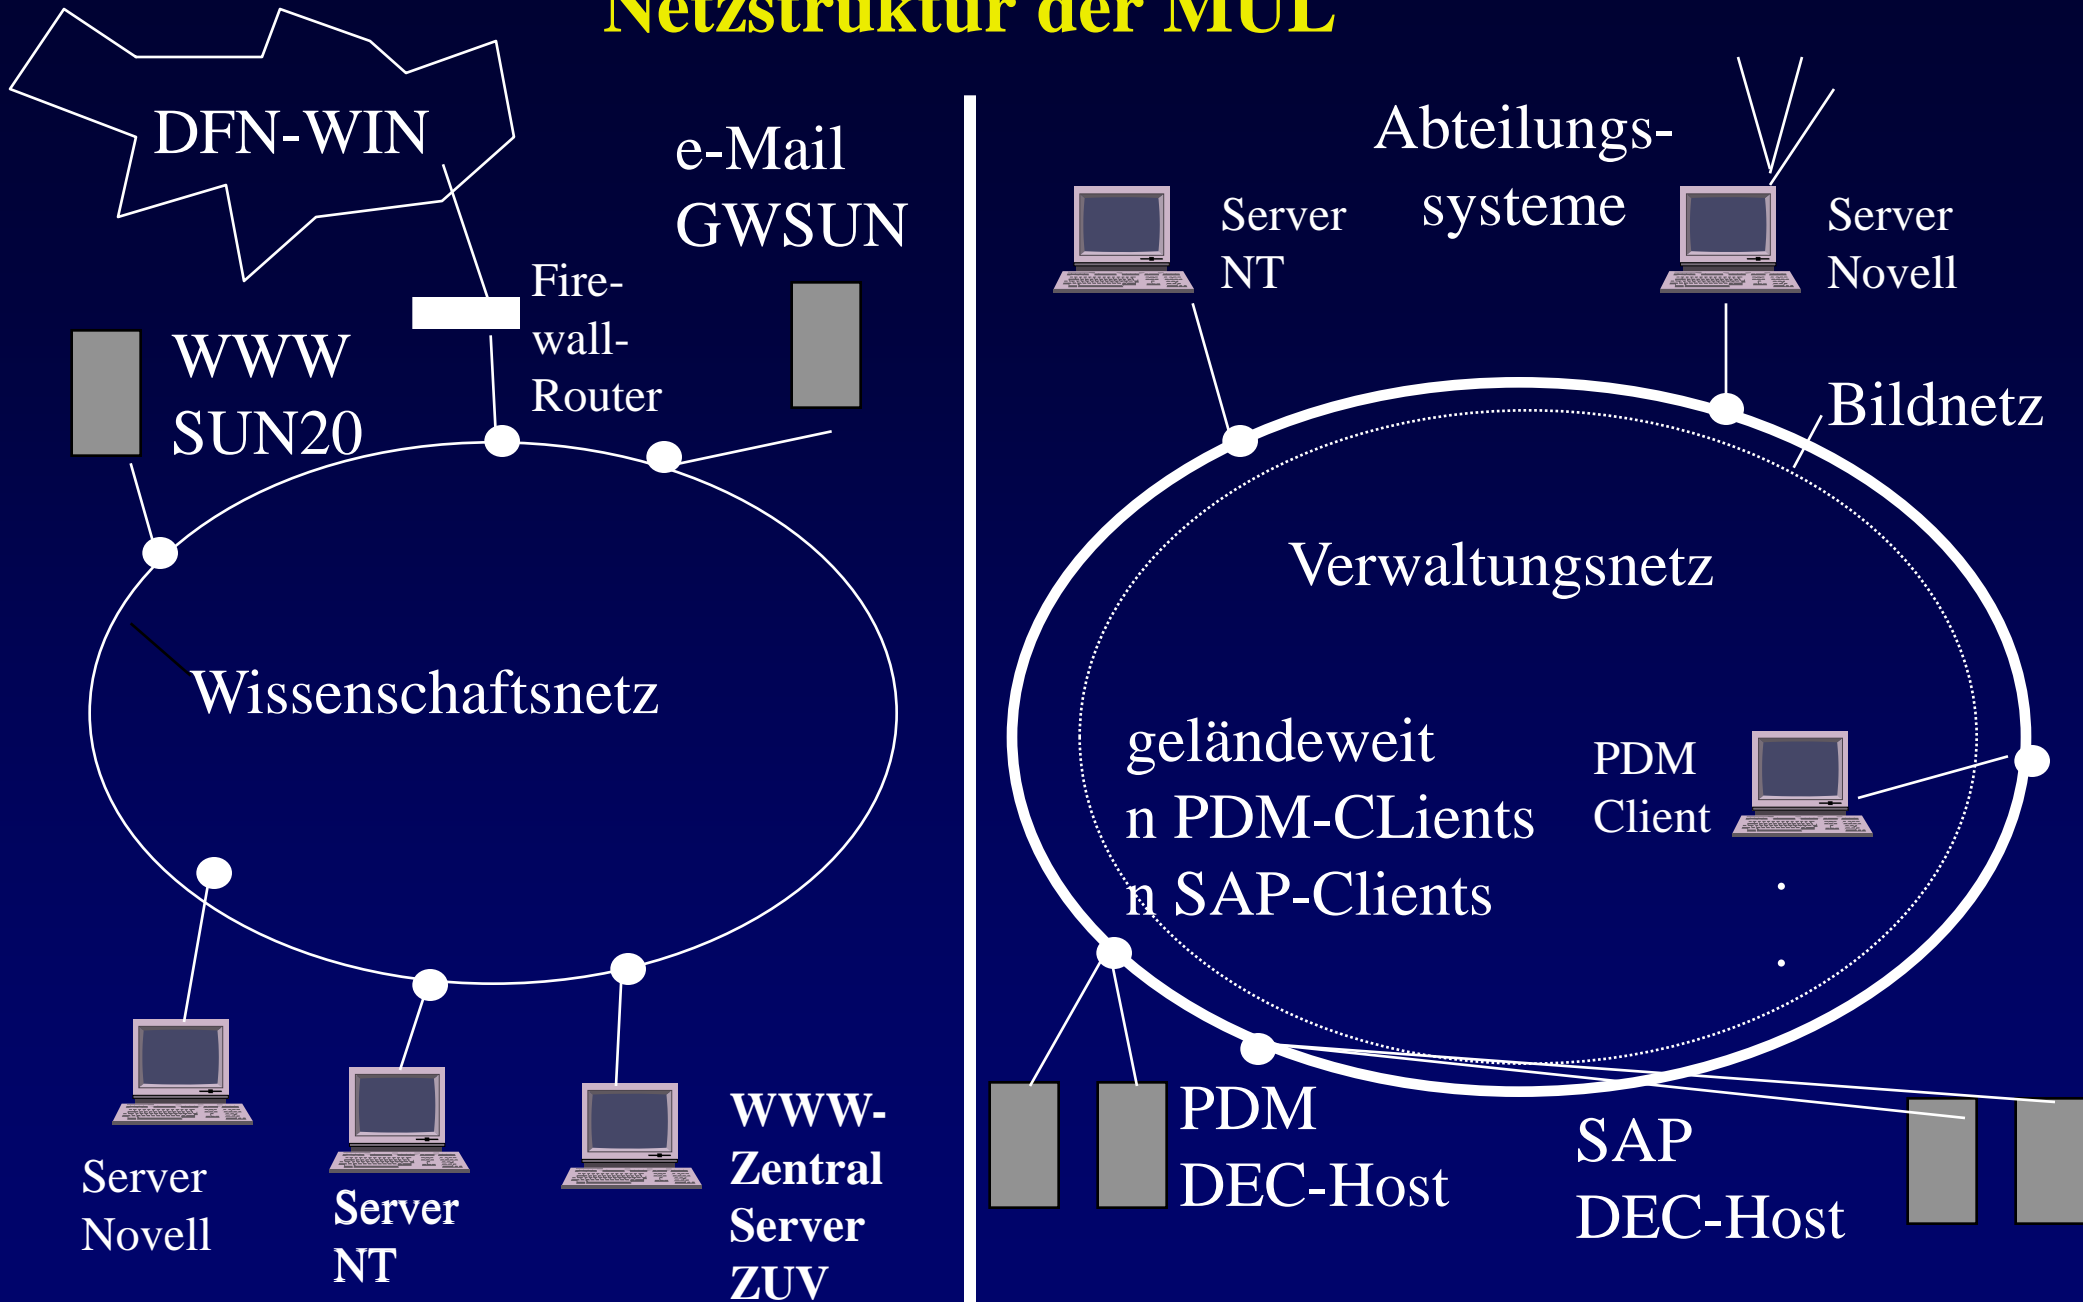 Netzstruktur der MUL
DFN-WIN
e-Mail
GWSUN
Fire-
wall-
Router
WWW
SUN20
Wissenschaftsnetz
Server
Novell
Server
NT
WWW-
Zentral
Server
ZUV
Abteilungs-
systeme
Server
NT
Server
Novell
Bildnetz
Verwaltungsnetz
geländeweit
n PDM-CLients
n SAP-Clients
PDM
Client
.
.
PDM
DEC-Host
SAP
DEC-Host